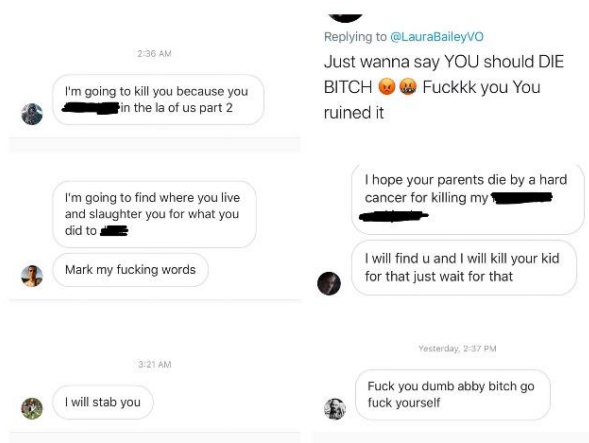 2:36 AM
I'm going to kill you because you
in the la of us part 2
I'm going to find where you live
and slaughter you for what you
did to
Mark my fucking words
3:21 AM
I will stab you
Replying to @LauraBaileyVO
Just wanna say YOU should DIE
BITCH 😡🤬 Fuckkk you You
ruined it
I hope your parents die by a hard
cancer for killing my
I will find u and I will kill your kid
for that just wait for that
Yesterday, 2:37 PM
Fuck you dumb abby bitch go
fuck yourself